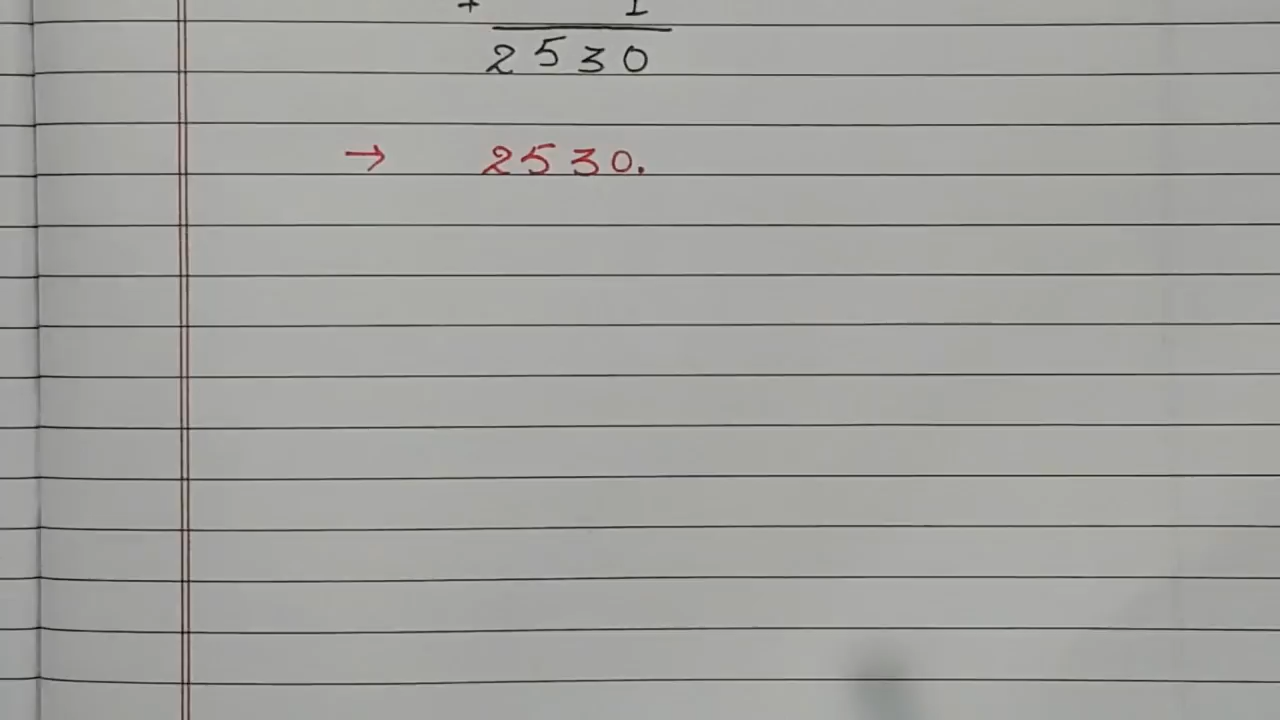 + 1
2530
→ 2530.